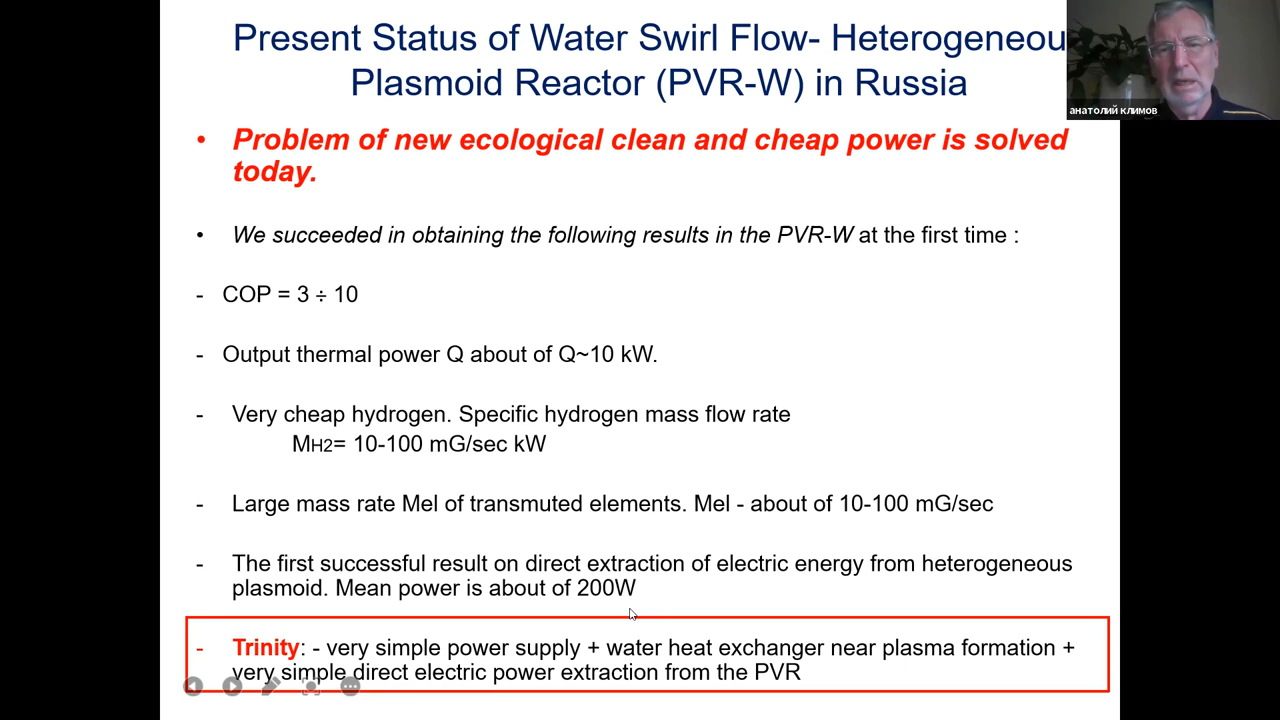 Present Status of Water Swirl Flow- Heterogeneou
Plasmoid Reactor (PVR-W) in Russia
анатолий климов
• Problem of new ecological clean and cheap power is solved
today.
• We succeeded in obtaining the following results in the PVR-W at the first time :
- COP = 3 ÷ 10
- Output thermal power Q about of Q~10 kW.
- Very cheap hydrogen. Specific hydrogen mass flow rate
MH2= 10-100 mG/sec kW
- Large mass rate Mel of transmuted elements. Mel - about of 10-100 mG/sec
- The first successful result on direct extraction of electric energy from heterogeneous
plasmoid. Mean power is about of 200W
- Trinity: - very simple power supply + water heat exchanger near plasma formation +
very simple direct electric power extraction from the PVR